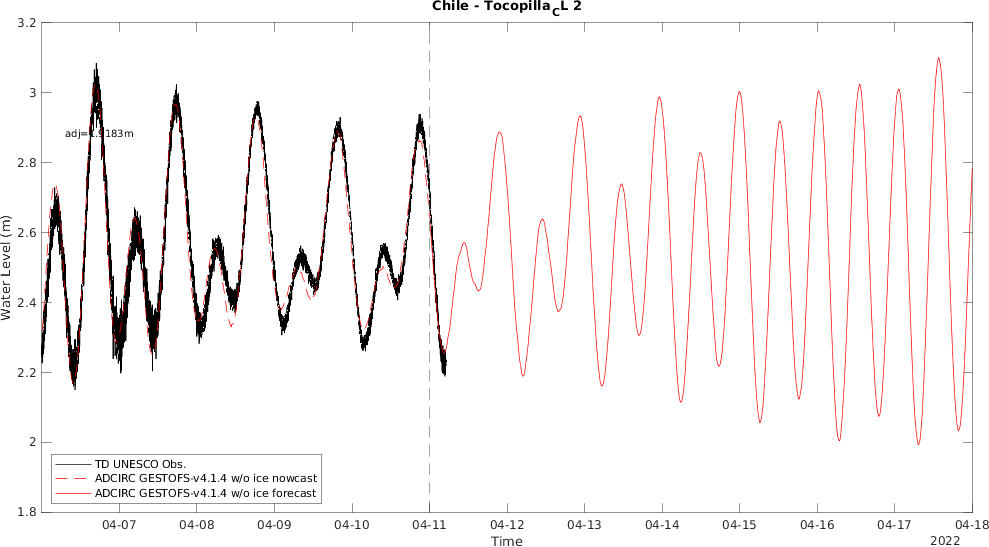 Chile - Tocopilla_CL 2
3.2
3
2.8
2.6
2.4
2.2
2
1.8
Water Level (m)
adj=1.9183m
TD UNESCO Obs.
ADCIRC GESTOFS-v4.1.4 w/o ice nowcast
ADCIRC GESTOFS-v4.1.4 w/o ice forecast
04-07 04-08 04-09 04-10 04-11 04-12 04-13 04-14 04-15 04-16 04-17 04-18
Time
2022